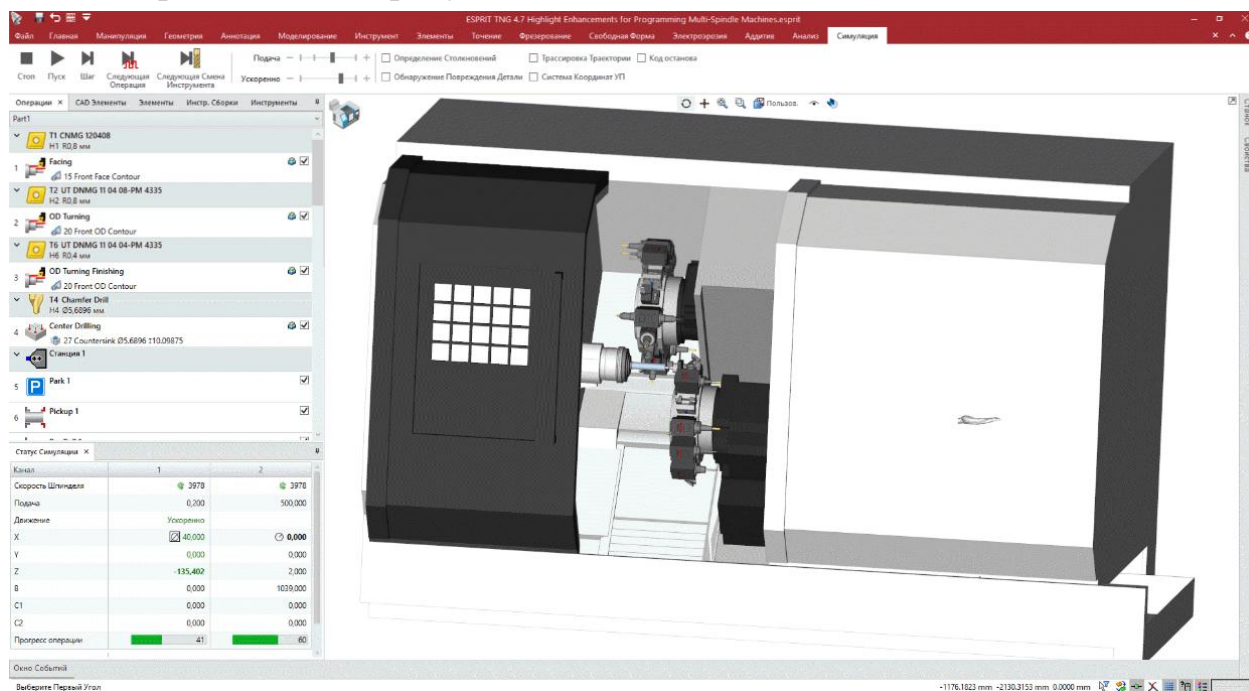 ESPRIT TNG 4.7 Highlight Enhancements for Programming Multi-Spindle Machines.esprit
Файл Главная Манипуляция Геометрия Аннотация Моделирование Инструмент Элементы Точение Фрезерование Свободная Форма Электроэрозия Аддитив Анализ Симуляция
Стоп Пуск Шаг Следующая Операция Следующая Смена Инструмента
Подача
Ускоренно
Определение Столкновений Трассировка Траектории Код останова
Обнаружение Повреждения Детали Система Координат УП
Операции CAD Элементы Элементы Инстр. Сборки Инструменты
Part1
T1 CNMG 120408
H1 R0,8 мм
1 Facing
15 Front Face Contour
T2 UT DNMG 11 04 08-PM 4335
H2 R0,8 мм
2 OD Turning
20 Front OD Contour
T6 UT DNMG 11 04 04-PM 4335
H6 R0,4 мм
3 OD Turning Finishing
20 Front OD Contour
T4 Chamfer Drill
H4 Ø5,6896 мм
4 Center Drilling
27 Countersink Ø5.6896 ↧10.09875
Станция 1
5 Park 1
6 Pickup 1
Пользов.
Станок
Свойства
Статус Симуляции
Канал 1 2
Скорость Шпинделя 3978 3978
Подача 0,200 500,000
Движение Ускоренно
X 40,000 0,000
Y 0,000 0,000
Z -135,402 2,000
B 0,000 1039,000
C1 0,000 0,000
C2 0,000 0,000
Прогресс операции 41 60
Окно Событий
Выберите Первый Угол
-1176.1823 mm -2130.3153 mm 0.0000 mm